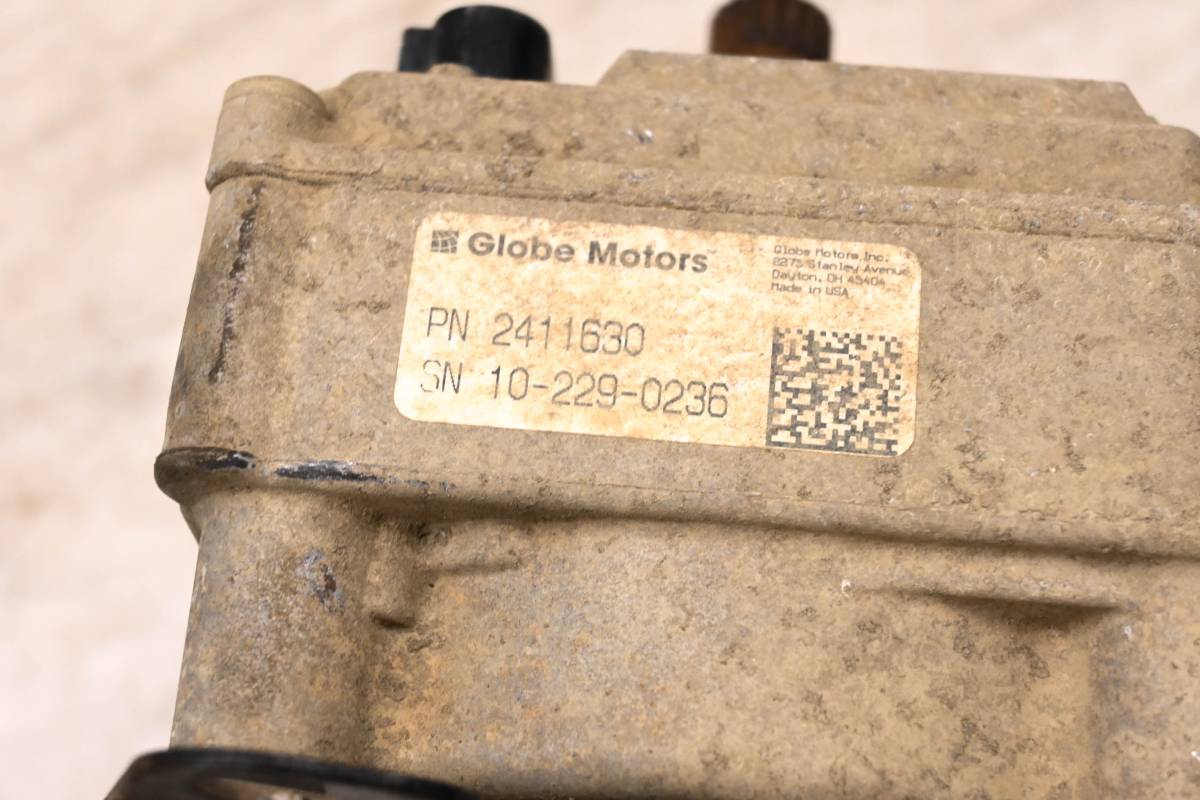 Globe Motors
Globe Motors, Inc.
2275 Stanley Avenue
Dayton, OH 45404
Made in USA
PN 2411630
SN 10-229-0236